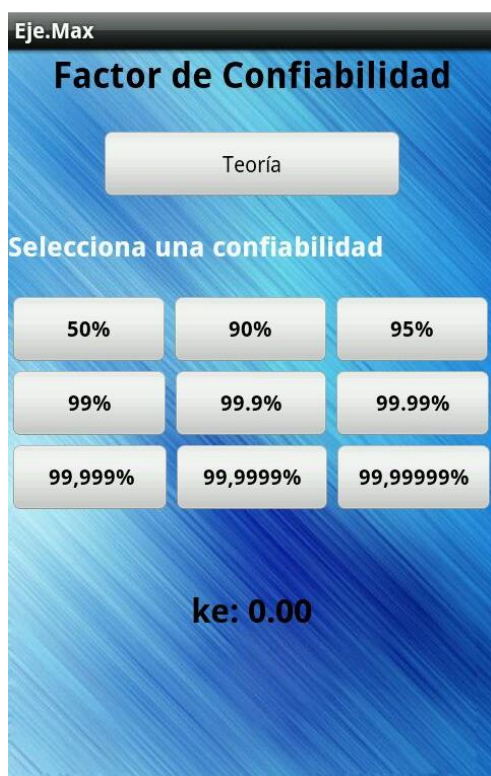 Eje.Max
Factor de Confiabilidad
Teoría
Selecciona una confiabilidad
50% 90% 95%
99% 99.9% 99.99%
99,999% 99,9999% 99,99999%
ke: 0.00